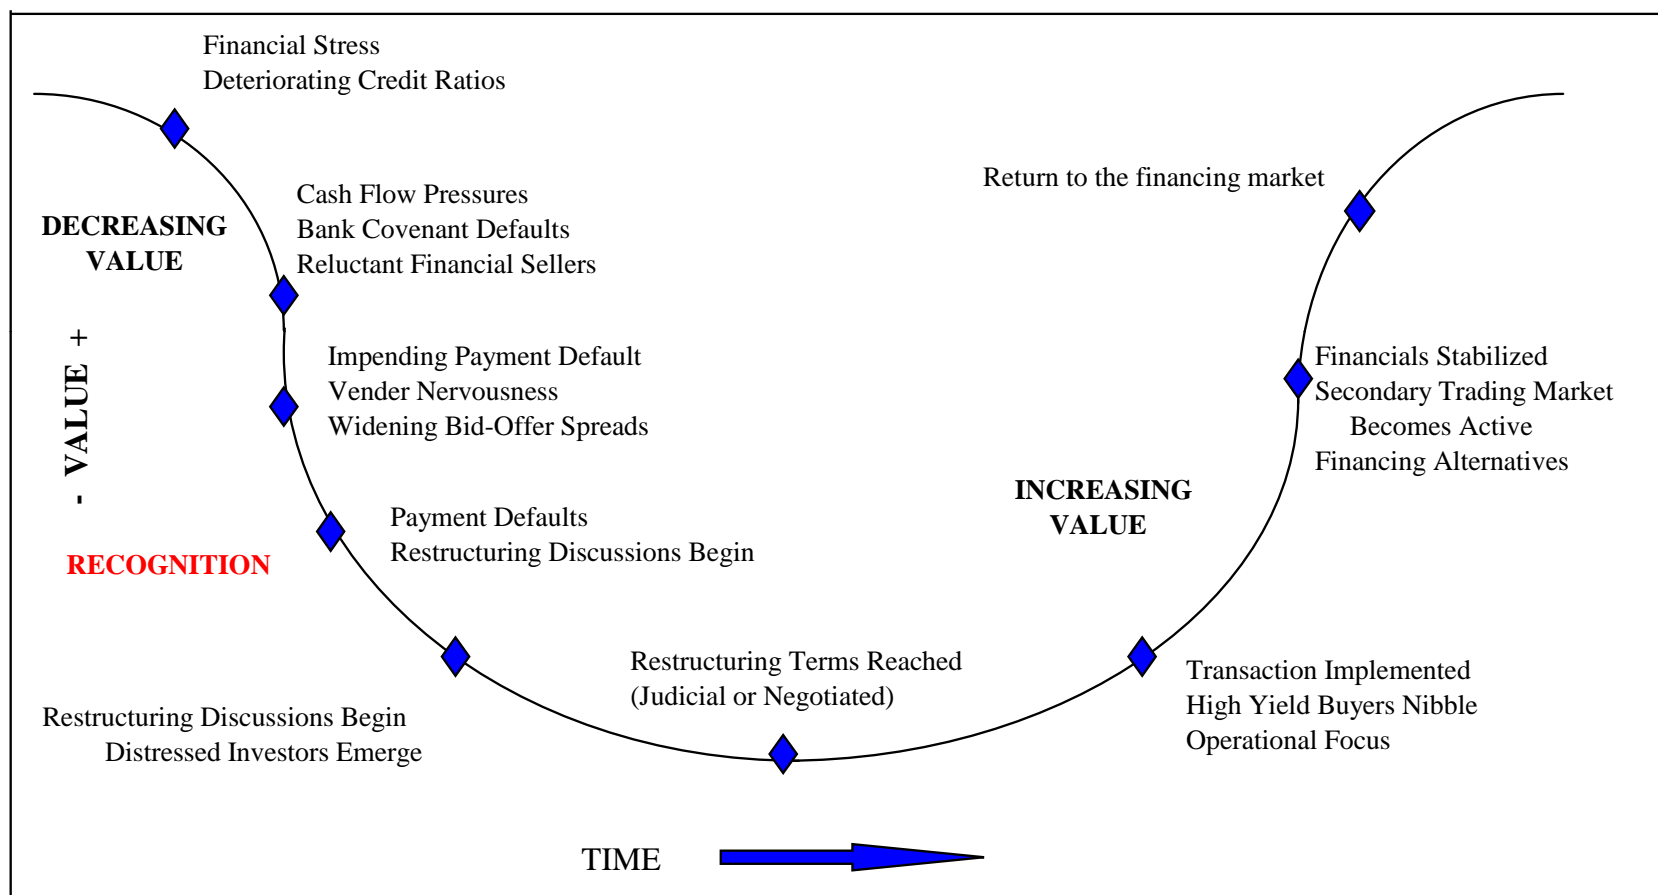 Financial Stress
Deteriorating Credit Ratios
Cash Flow Pressures
Bank Covenant Defaults
Reluctant Financial Sellers
DECREASING
VALUE
Return to the financing market
- VALUE +
Impending Payment Default
Vender Nervousness
Widening Bid-Offer Spreads
Financials Stabilized
Secondary Trading Market
Becomes Active
Financing Alternatives
INCREASING
VALUE
Payment Defaults
Restructuring Discussions Begin
RECOGNITION
Restructuring Discussions Begin
Distressed Investors Emerge
Restructuring Terms Reached
(Judicial or Negotiated)
Transaction Implemented
High Yield Buyers Nibble
Operational Focus
TIME